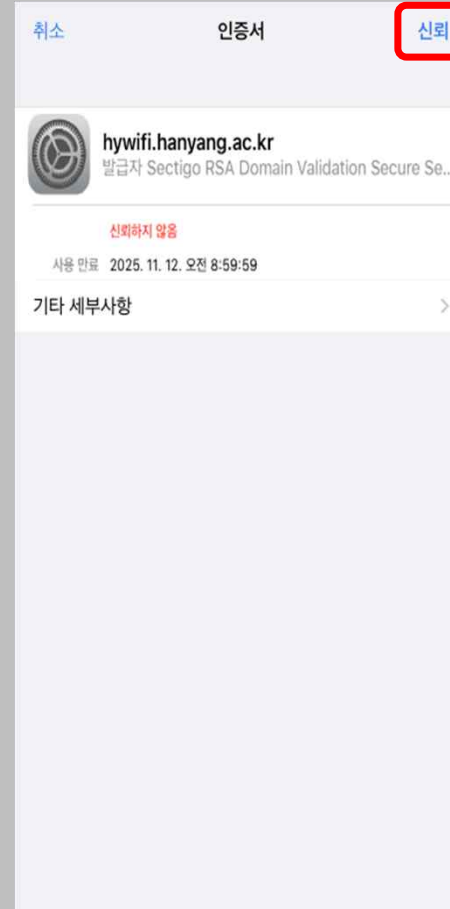 취소 인증서 신뢰
hywifi.hanyang.ac.kr
발급자 Sectigo RSA Domain Validation Secure Se...
신뢰하지 않음
사용 만료 2025. 11. 12. 오전 8:59:59
기타 세부사항